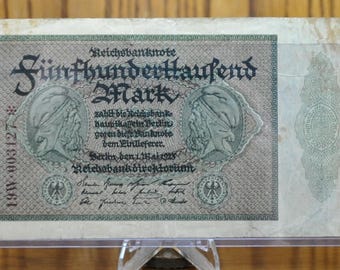 Reichsbanknote
Fünfhunderttausend
Mark
zahlt die Reichsbank-
hauptkasse in Berlin
gegen diese Banknote
dem Einlieferer.
Berlin, den 1. Mai 1923
Reichsbankdirektorium